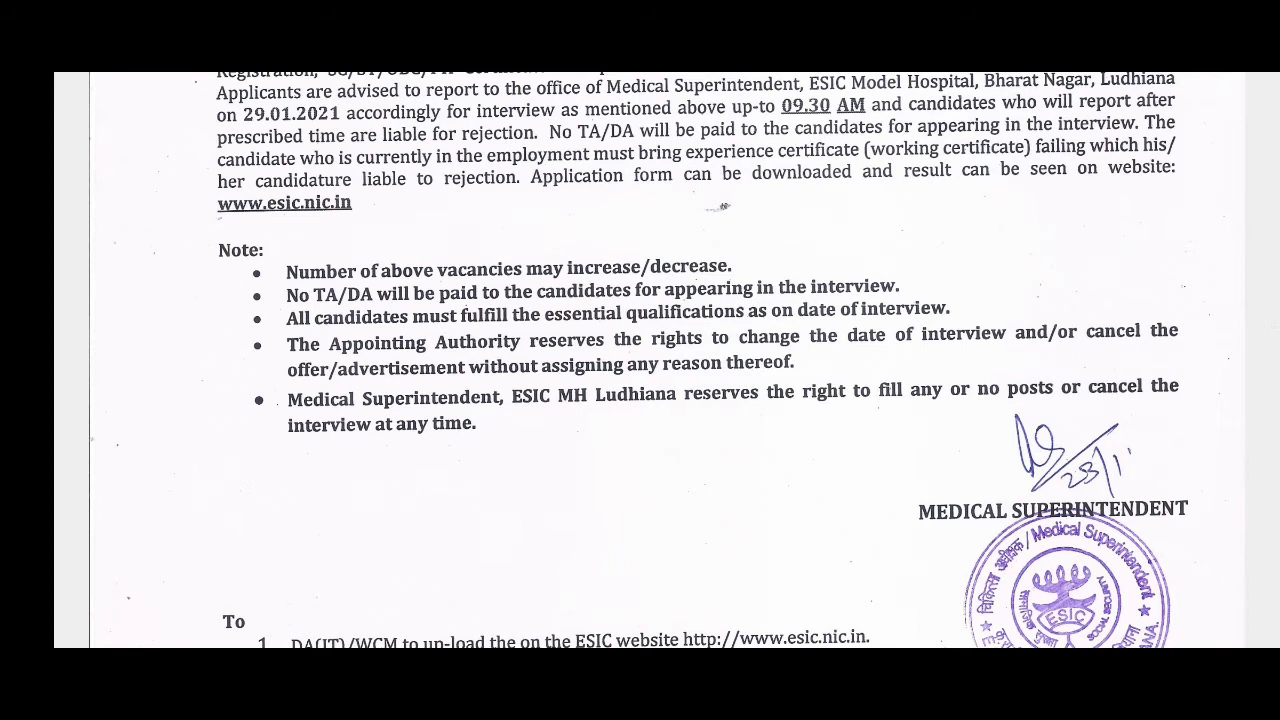 Registration,
Applicants are advised to report to the office of Medical Superintendent, ESIC Model Hospital, Bharat Nagar, Ludhiana
on 29.01.2021 accordingly for interview as mentioned above up-to 09.30 AM and candidates who will report after
prescribed time are liable for rejection. No TA/DA will be paid to the candidates for appearing in the interview. The
candidate who is currently in the employment must bring experience certificate (working certificate) failing which his/
her candidature liable to rejection. Application form can be downloaded and result can be seen on website:
www.esic.nic.in
Note:
• Number of above vacancies may increase/decrease.
• No TA/DA will be paid to the candidates for appearing in the interview.
• All candidates must fulfill the essential qualifications as on date of interview.
• The Appointing Authority reserves the rights to change the date of interview and/or cancel the
offer/advertisement without assigning any reason thereof.
• Medical Superintendent, ESIC MH Ludhiana reserves the right to fill any or no posts or cancel the
interview at any time.
MEDICAL SUPERINTENDENT
चिकित्सा अधीक्षक / Medical Superintendent
ESIC
SOCIAL SECURITY
To
1. DA(IT)/WCM to up-load the on the ESIC website http://www.esic.nic.in.